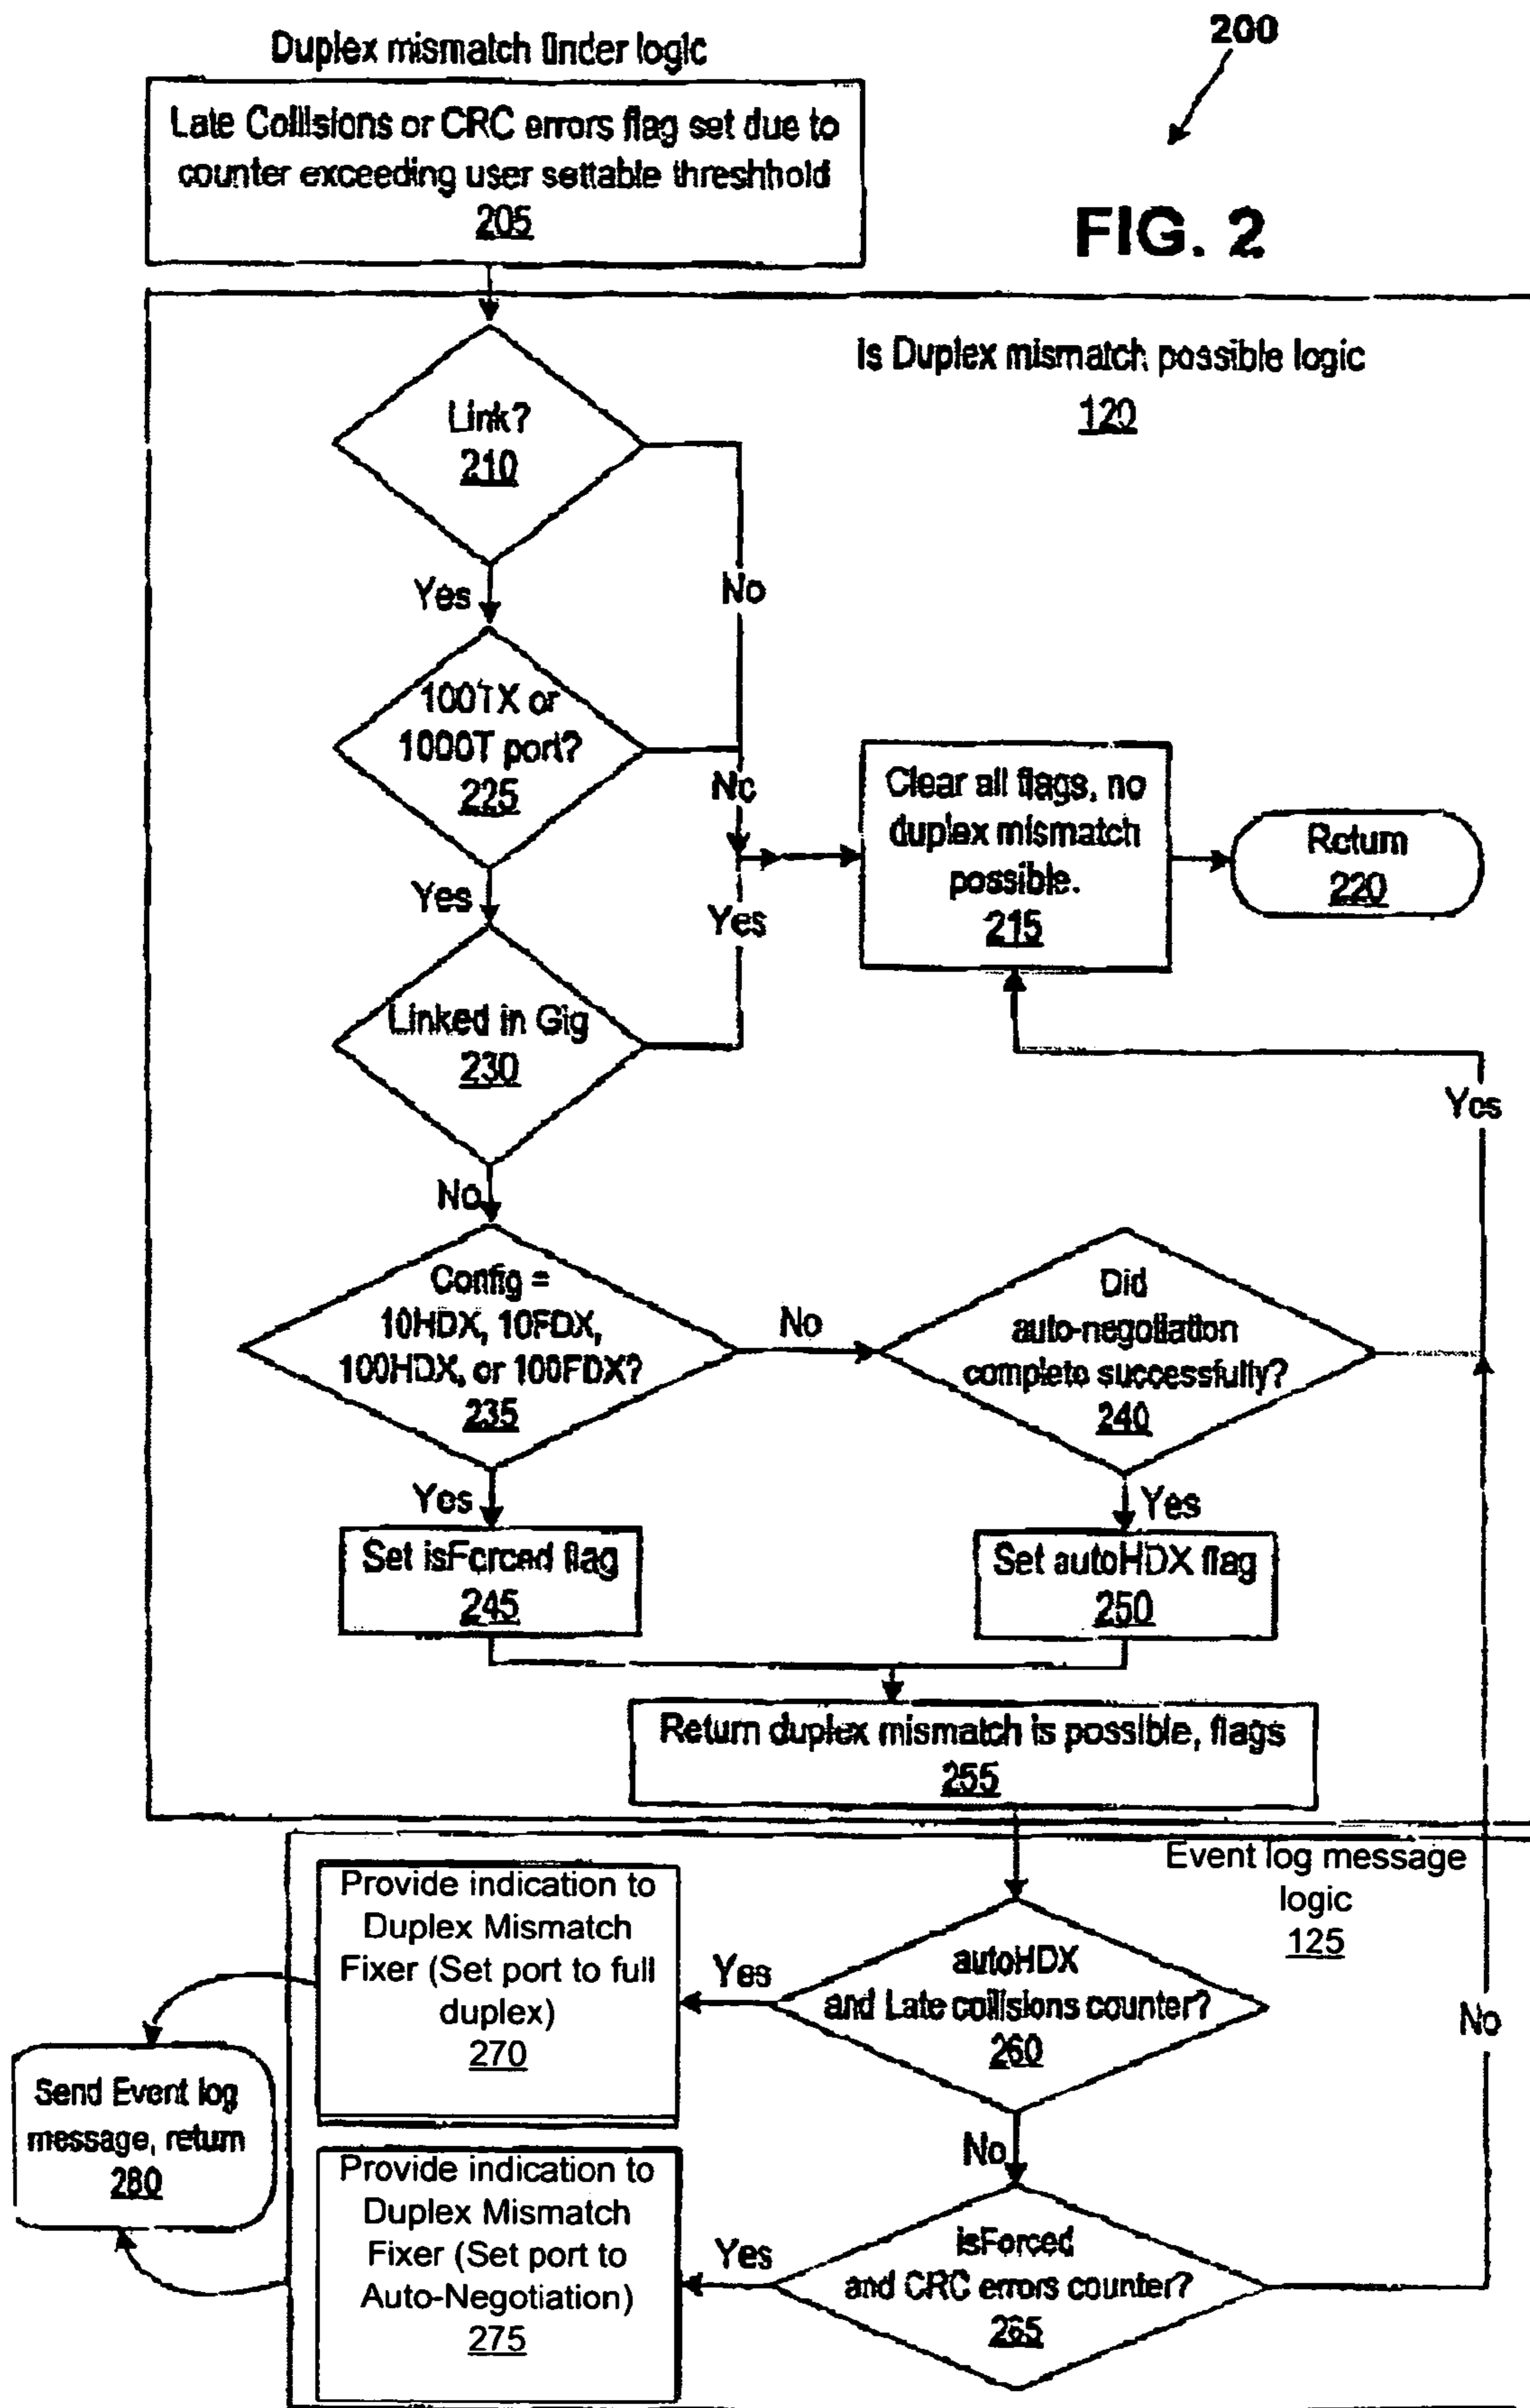 200
Duplex mismatch finder logic
Late Collisions or CRC errors flag set due to
counter exceeding user settable threshhold
205
FIG. 2
Is Duplex mismatch possible logic
120
Link?
210
Yes
No
100TX or
1000T port?
225
No
Yes
Clear all flags, no
duplex mismatch
possible.
215
Return
220
Yes
Linked in Gig
230
Yes
No
Config =
10HDX, 10FDX,
100HDX, or 100FDX?
235
No
Did
auto-negotiation
complete successfully?
240
Yes
Set isForced flag
245
Yes
Set autoHDX flag
250
Return duplex mismatch is possible, flags
255
Event log message
logic
125
Provide indication to
Duplex Mismatch
Fixer (Set port to full
duplex)
270
Yes
autoHDX
and Late collisions counter?
260
No
Send Event log
message, return
280
No
Provide indication to
Duplex Mismatch
Fixer (Set port to
Auto-Negotiation)
275
Yes
isForced
and CRC errors counter?
265